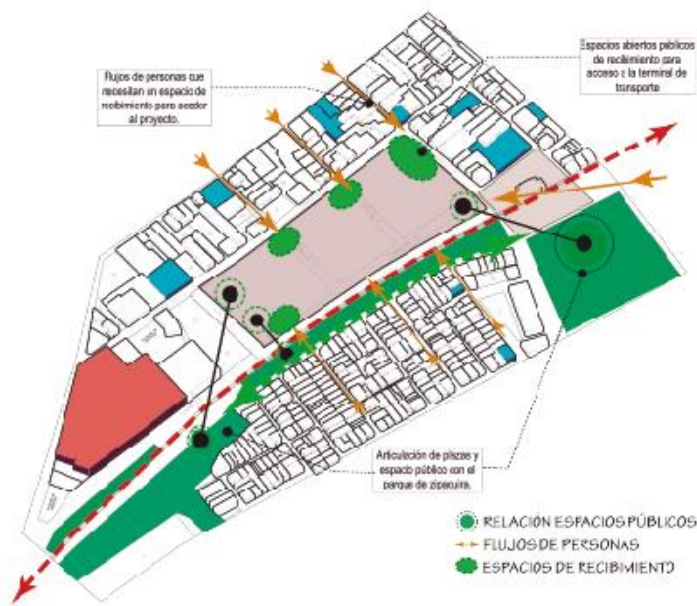 Espacios abiertos públicos
de recibimiento para
acceso a la terminal de
transporte
Flujos de personas que
necesitan un espacio de
recibimiento para acceder
al proyecto.
Articulación de plazas y
espacio público con el
parque de zipaquira.
RELACIÓN ESPACIOS PÚBLICOS
FLUJOS DE PERSONAS
ESPACIOS DE RECIBIMIENTO